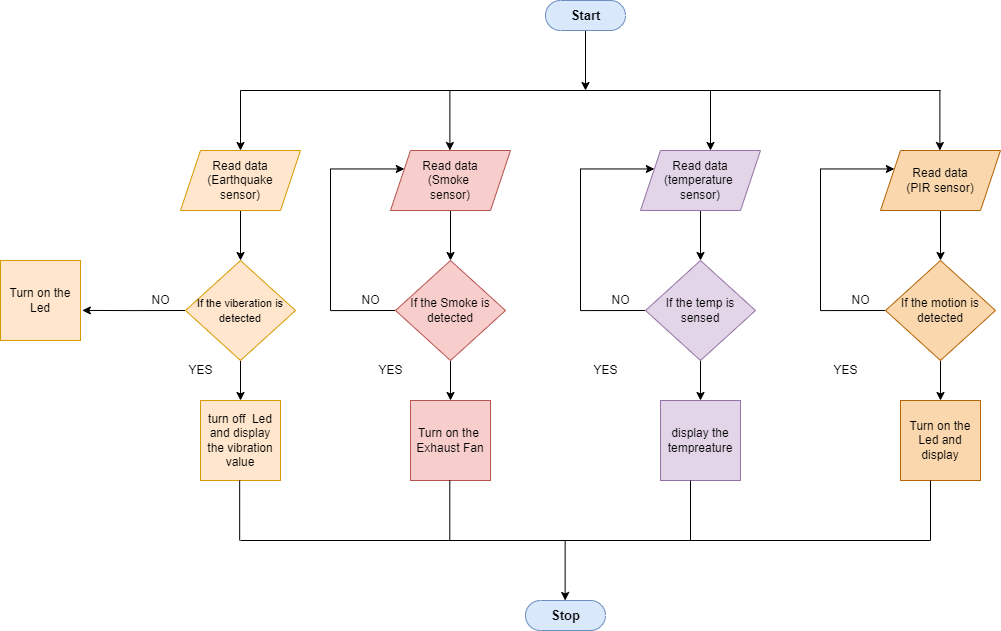 Start
Read data
(Earthquake
sensor)
Read data
(Smoke
sensor)
Read data
(temperature
sensor)
Read data
(PIR sensor)
Turn on the
Led
NO
If the viberation is
detected
NO
If the Smoke is
detected
NO
If the temp is
sensed
NO
If the motion is
detected
YES
YES
YES
YES
turn off Led
and display
the vibration
value
Turn on the
Exhaust Fan
display the
tempreature
Turn on the
Led and
display
Stop